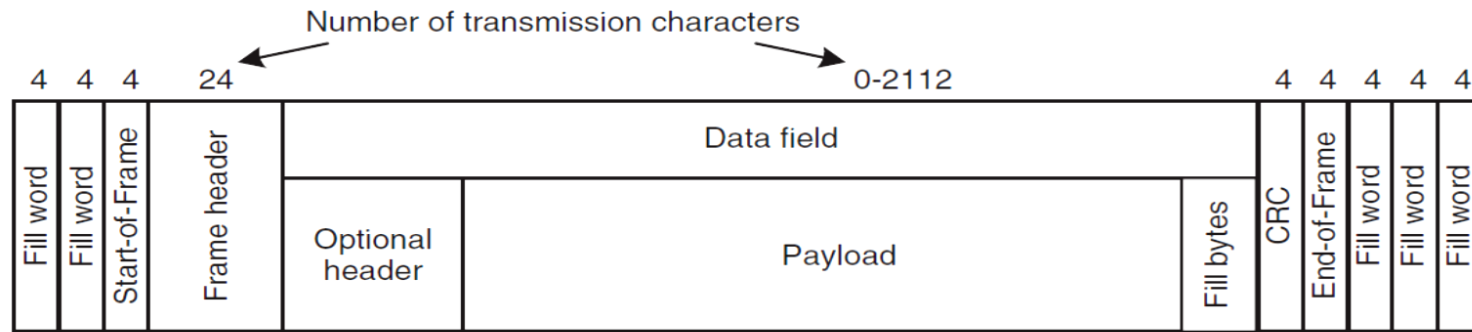 Number of transmission characters
4 4 4 24 0-2112 4 4 4 4 4
Fill word
Fill word
Start-of-Frame
Frame header
Data field
Optional
header
Payload
Fill bytes
CRC
End-of-Frame
Fill word
Fill word
Fill word